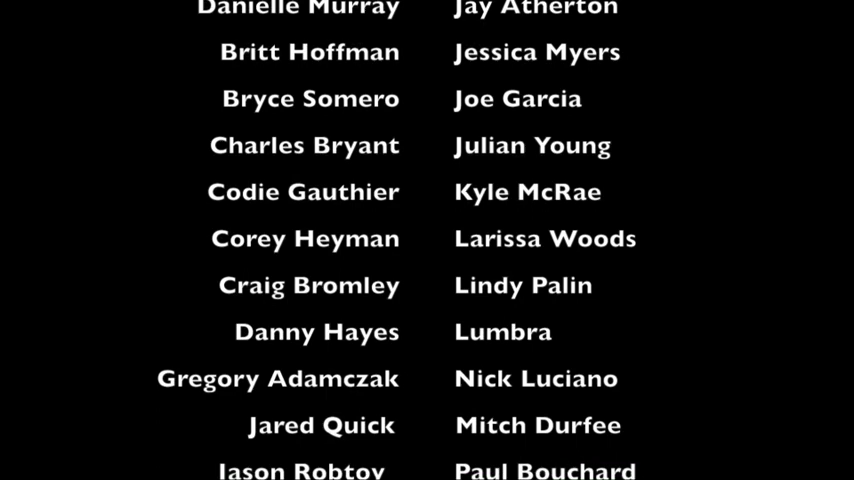 Danielle Murray Jay Atherton
Britt Hoffman Jessica Myers
Bryce Somero Joe Garcia
Charles Bryant Julian Young
Codie Gauthier Kyle McRae
Corey Heyman Larissa Woods
Craig Bromley Lindy Palin
Danny Hayes Lumbra
Gregory Adamczak Nick Luciano
Jared Quick Mitch Durfee
Jason Robtoy Paul Bouchard